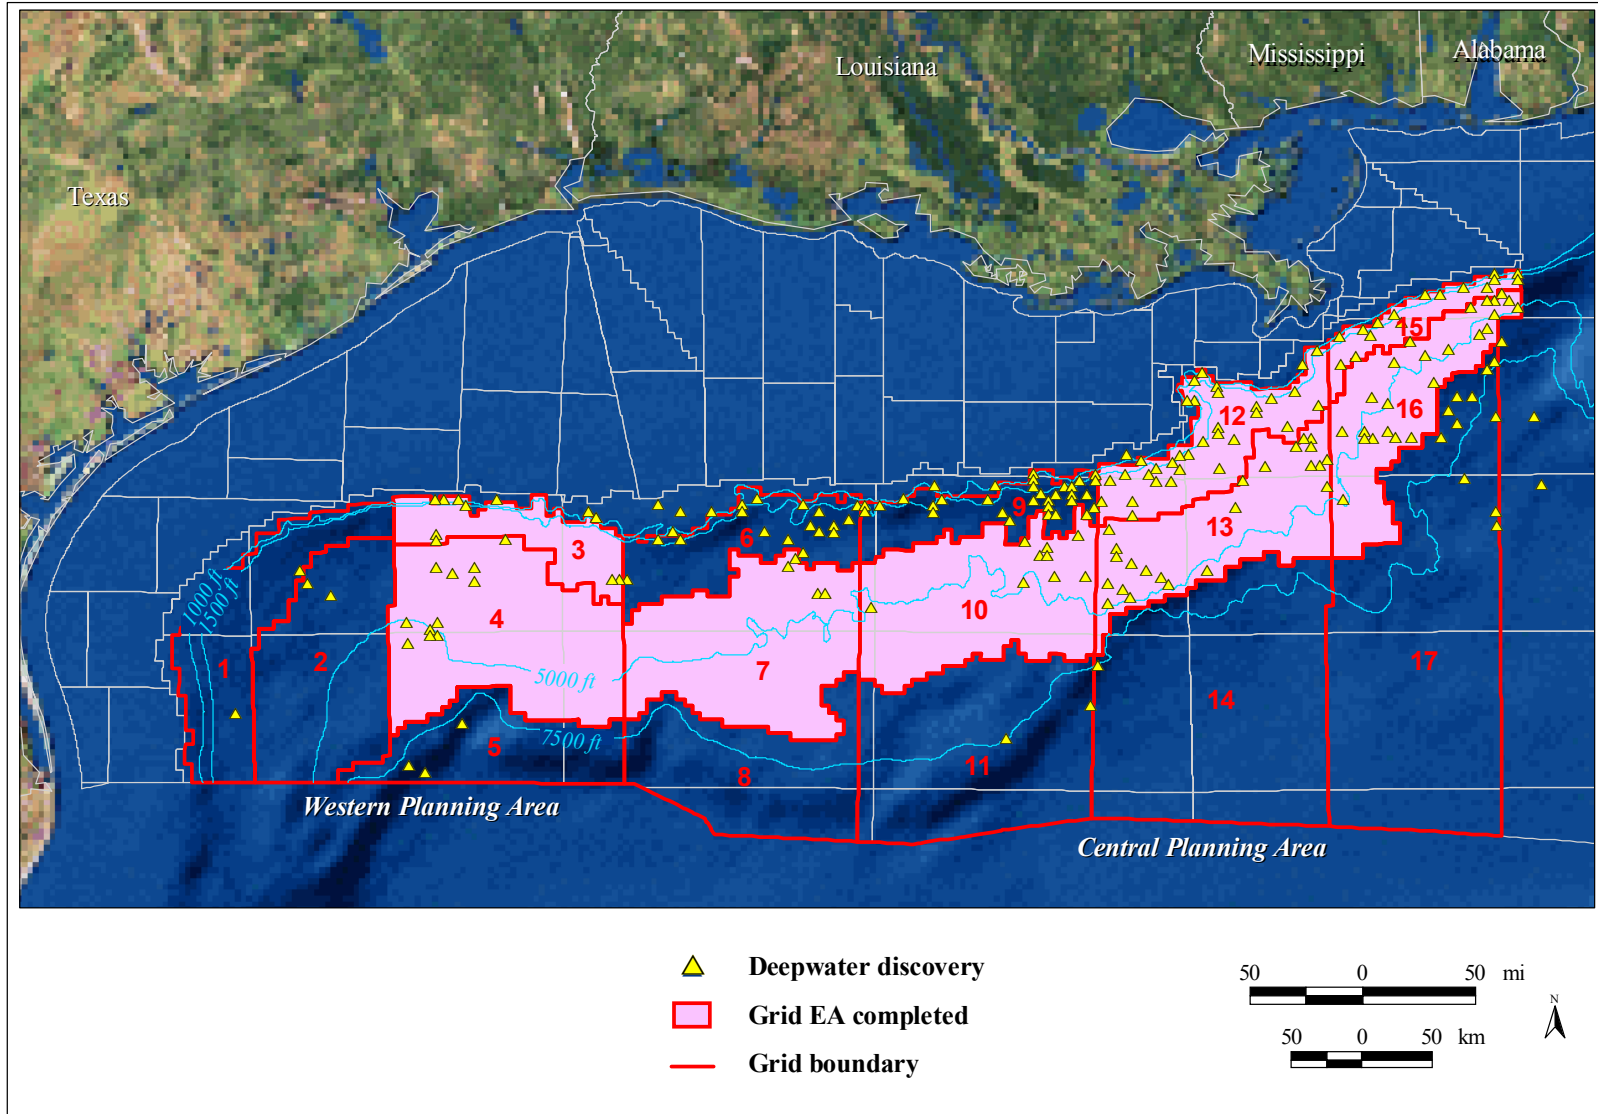 Louisiana
Mississippi
Alabama
Texas
15
16
12
9
13
6
3
10
4
1000 ft
1500 ft
1
2
7
17
5000 ft
14
7500 ft
5
11
8
Western Planning Area
Central Planning Area
Deepwater discovery
Grid EA completed
Grid boundary
50 0 50 mi
50 0 50 km
N